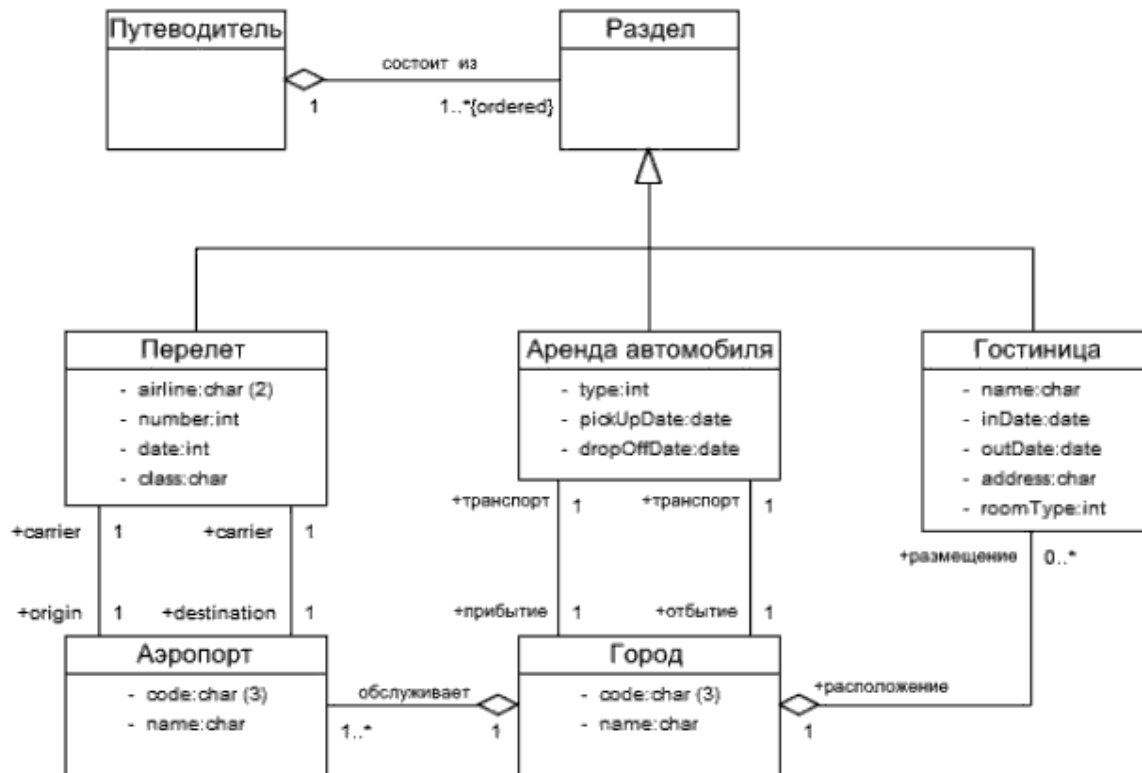 Путеводитель
Раздел
состоит из
1
1..*{ordered}
Перелет
- airline:char (2)
- number:int
- date:int
- class:char
Аренда автомобиля
- type:int
- pickUpDate:date
- dropOffDate:date
Гостиница
- name:char
- inDate:date
- outDate:date
- address:char
- roomType:int
+carrier 1 +carrier 1
+транспорт 1 +транспорт 1
+размещение 0..*
+origin 1 +destination 1
+прибытие 1 +отбытие 1
Аэропорт
- code:char (3)
- name:char
обслуживает
1..* 1
Город
- code:char (3)
- name:char
+расположение
1